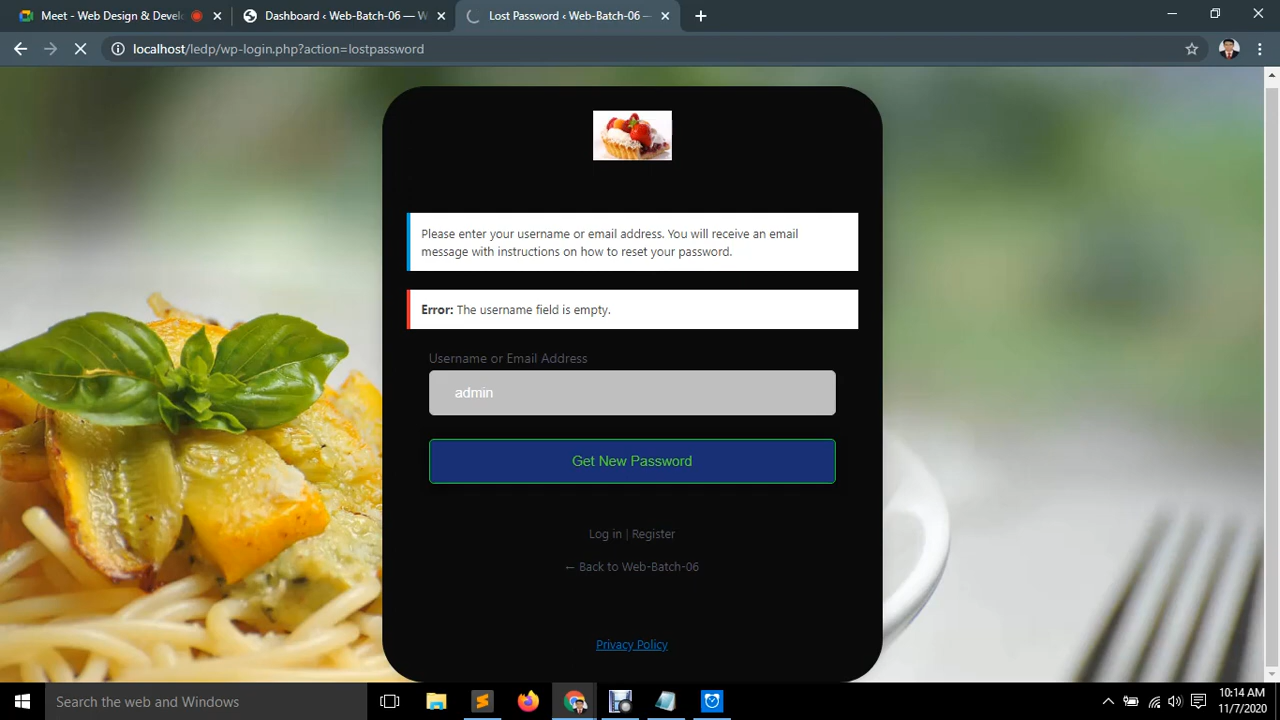 Meet - Web Design & Devel
Dashboard ‹ Web-Batch-06 — W
Lost Password ‹ Web-Batch-06 —
localhost/ledp/wp-login.php?action=lostpassword
Please enter your username or email address. You will receive an email
message with instructions on how to reset your password.
Error: The username field is empty.
Username or Email Address
admin
Get New Password
Log in | Register
← Back to Web-Batch-06
Privacy Policy
Search the web and Windows
10:14 AM
11/7/2020